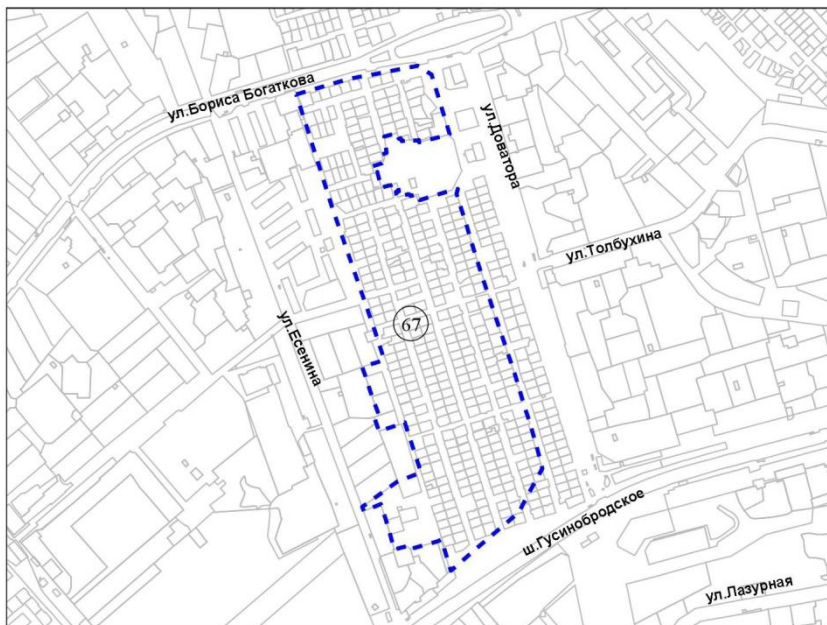 ул.Бориса Богаткова
ул.Доватора
ул.Толбухина
67
ул.Есенина
ш.Гусинобродское
ул.Лазурная